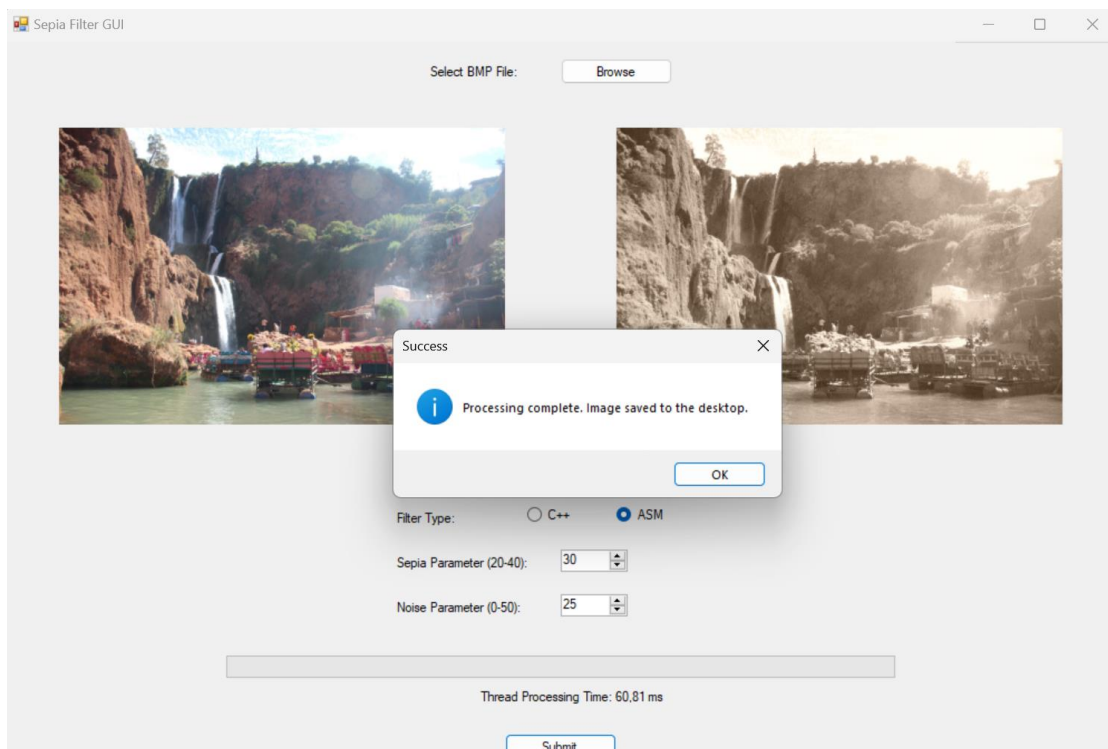 Sepia Filter GUI
Select BMP File: Browse
Success
Processing complete. Image saved to the desktop.
OK
Filter Type: C++ ASM
Sepia Parameter (20-40): 30
Noise Parameter (0-50): 25
Thread Processing Time: 60,81 ms
Submit